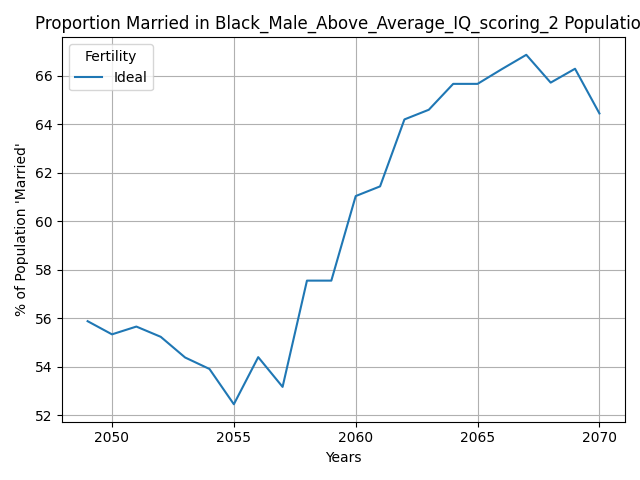 Proportion Married in Black_Male_Above_Average_IQ_scoring_2 Populatio
Fertility
Ideal
% of Population 'Married'
66
64
62
60
58
56
54
52
2050 2055 2060 2065 2070
Years